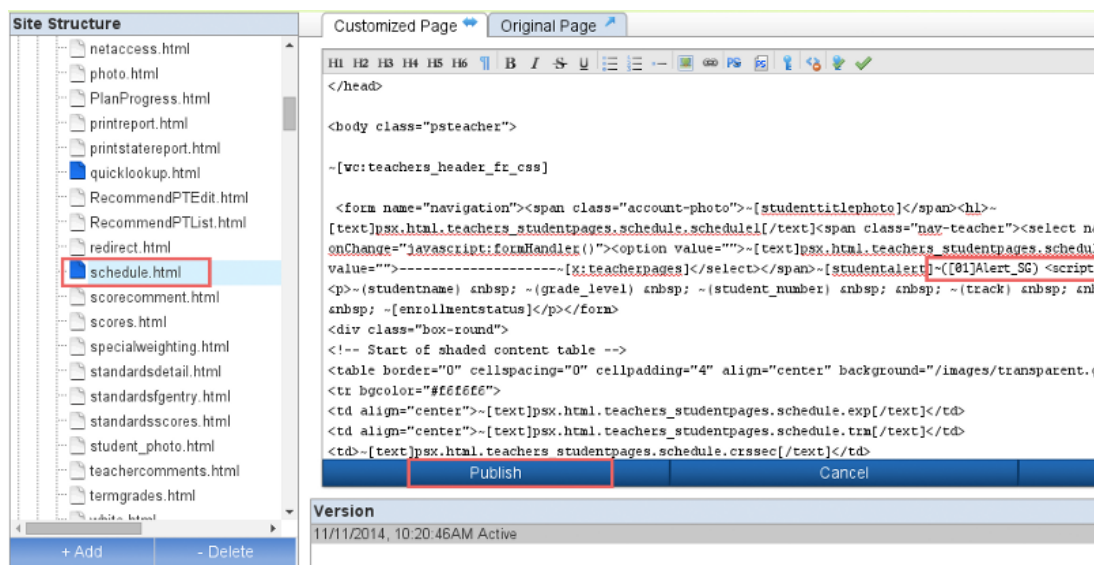 Site Structure
netaccess.html
photo.html
PlanProgress.html
printreport.html
printstatereport.html
quicklookup.html
RecommendPTEdit.html
RecommendPTList.html
redirect.html
schedule.html
scorecomment.html
scores.html
specialweighting.html
standardsdetail.html
standardsfgentry.html
standardsscores.html
student_photo.html
teachercomments.html
termgrades.html
white.html
+ Add
- Delete
Customized Page
Original Page
H1 H2 H3 H4 H5 H6 ¶ B I S U PS PS
</head>
<body class="psteacher">
~[wc:teachers_header_fr_css]
<form name="navigation"><span class="account-photo">~[studenttitlephoto]</span><h1>~
[text]psx.html.teachers_studentpages.schedule.schedule1[/text]<span class="nav-teacher"><select na
onChange="javascript:formHandler()"><option value="">~[text]psx.html.teachers_studentpages.schedul
value="">--------------------~[x:teacherpages]</select></span>~[studentalert]~([01]Alert_SG) <script
<p>~(studentname) &nbsp; ~(grade_level) &nbsp; ~(student_number) &nbsp; &nbsp; ~(track) &nbsp; &nb
&nbsp; ~[enrollmentstatus]</p></form>
<div class="box-round">
<!-- Start of shaded content table -->
<table border="0" cellspacing="0" cellpadding="4" align="center" background="/images/transparent.g
<tr bgcolor="#f6f6f6">
<td align="center">~[text]psx.html.teachers_studentpages.schedule.exp[/text]</td>
<td align="center">~[text]psx.html.teachers_studentpages.schedule.trm[/text]</td>
<td>~[text]psx.html.teachers_studentpages.schedule.crssec[/text]</td>
Publish
Cancel
Version
11/11/2014, 10:20:46AM Active